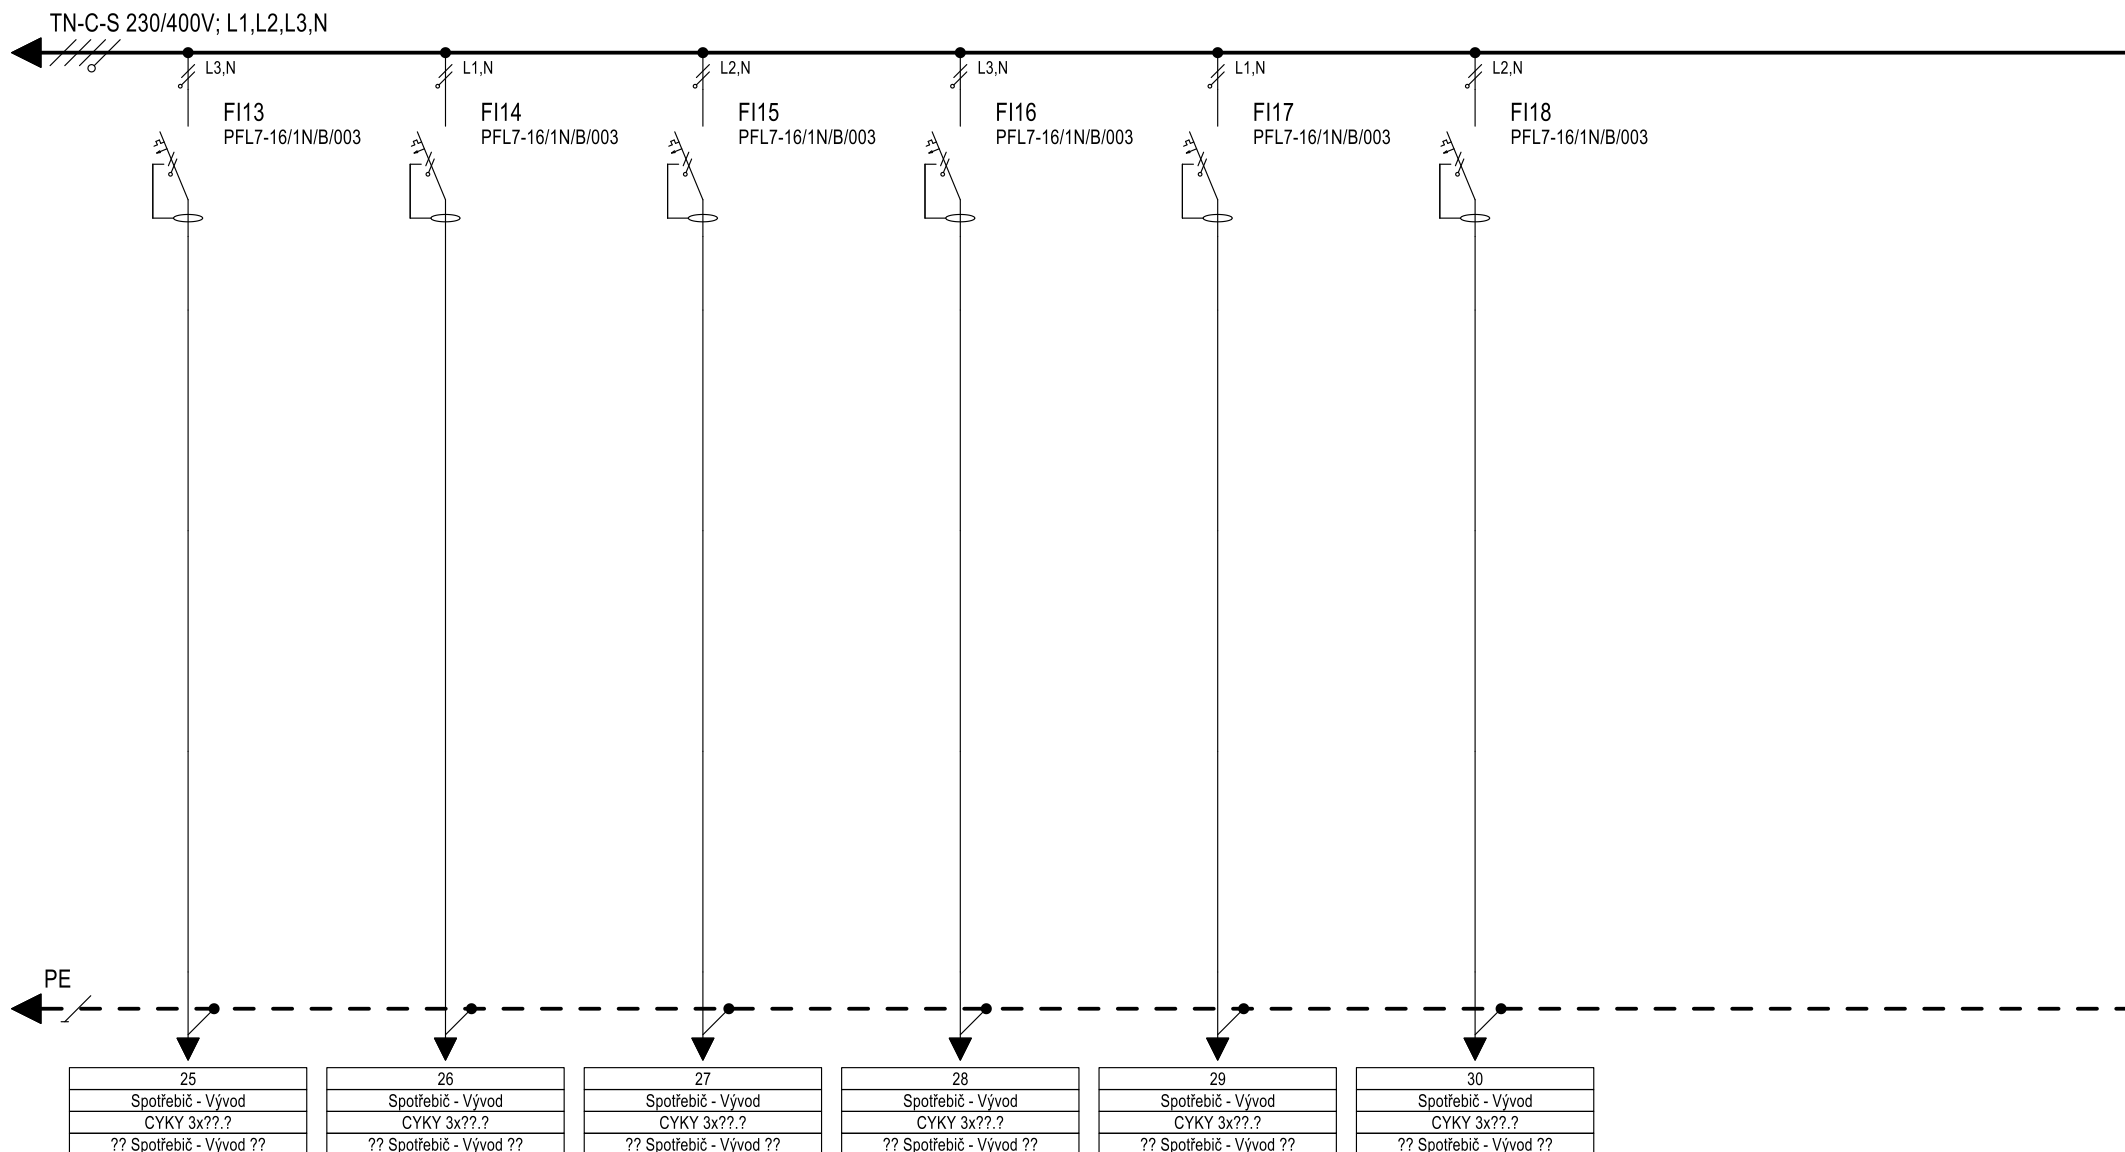 TN-C-S 230/400V; L1,L2,L3,N
L3,N
L1,N
L2,N
L3,N
L1,N
L2,N
FI13
PFL7-16/1N/B/003
FI14
PFL7-16/1N/B/003
FI15
PFL7-16/1N/B/003
FI16
PFL7-16/1N/B/003
FI17
PFL7-16/1N/B/003
FI18
PFL7-16/1N/B/003
PE
25
Spotřebič - Vývod
CYKY 3x??.?
?? Spotřebič - Vývod ??
26
Spotřebič - Vývod
CYKY 3x??.?
?? Spotřebič - Vývod ??
27
Spotřebič - Vývod
CYKY 3x??.?
?? Spotřebič - Vývod ??
28
Spotřebič - Vývod
CYKY 3x??.?
?? Spotřebič - Vývod ??
29
Spotřebič - Vývod
CYKY 3x??.?
?? Spotřebič - Vývod ??
30
Spotřebič - Vývod
CYKY 3x??.?
?? Spotřebič - Vývod ??